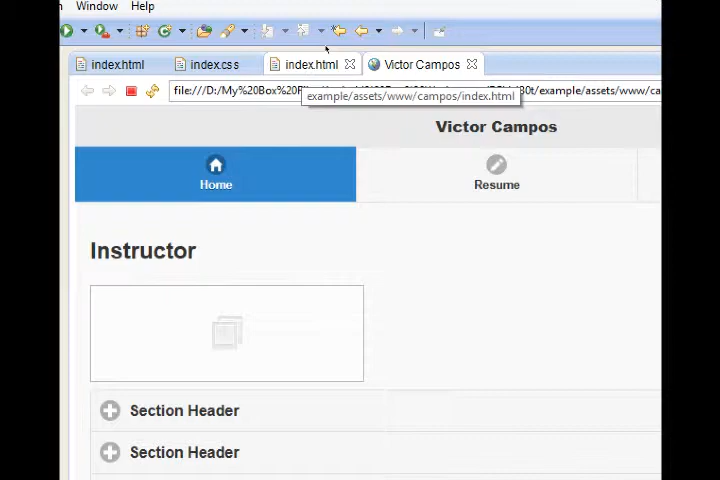 Window Help
index.html index.css index.html Victor Campos
file:///D:/My%20Box%20F
example/assets/www/campos/index.html
30t/example/assets/www/ca
Victor Campos
Home Resume
Instructor
Section Header
Section Header